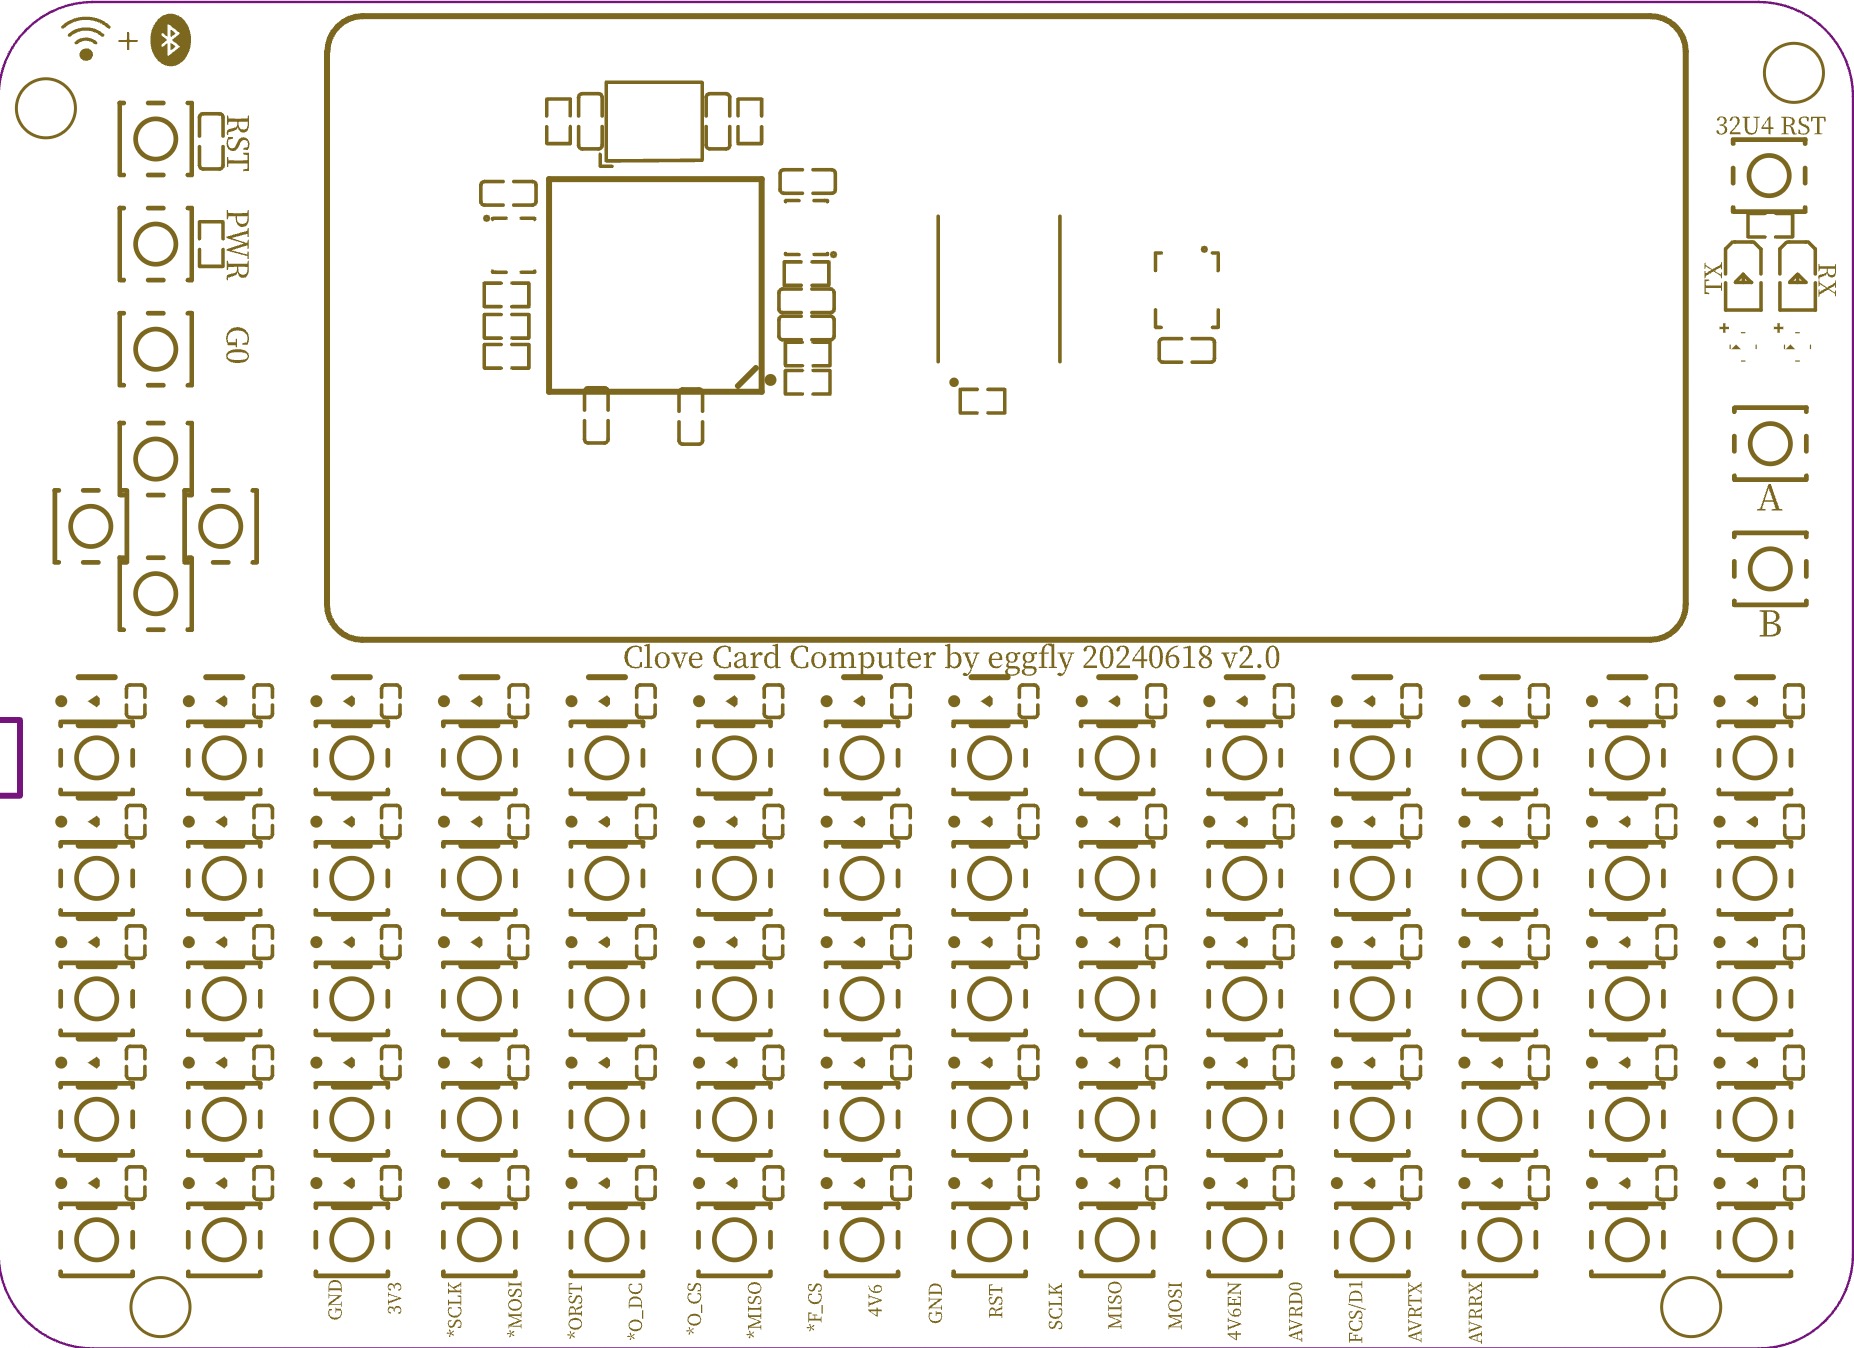 +
RST
PWR
G0
32U4 RST
TX
RX
+ - + -
A
B
Clove Card Computer by eggfly 20240618 v2.0
GND
3V3
*SCLK
*MOSI
*ORST
*O_DC
*O_CS
*MISO
*F_CS
4V6
GND
RST
SCLK
MISO
MOSI
4V6EN
AVRD0
FCS/D1
AVRTX
AVRRX